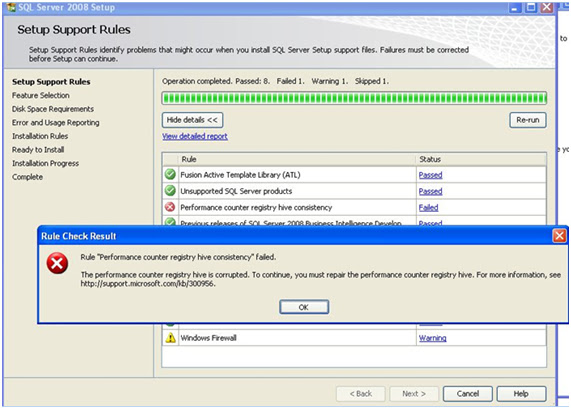 SQL Server 2008 Setup
Setup Support Rules
Setup Support Rules identify problems that might occur when you install SQL Server Setup support files. Failures must be corrected
before Setup can continue.
Setup Support Rules
Feature Selection
Disk Space Requirements
Error and Usage Reporting
Installation Rules
Ready to Install
Installation Progress
Complete
Operation completed. Passed: 8. Failed 1. Warning 1. Skipped 1.
Hide details <<
Re-run
View detailed report
Rule Status
Fusion Active Template Library (ATL) Passed
Unsupported SQL Server products Passed
Performance counter registry hive consistency Failed
Previous releases of SQL Server 2008 Business Intelligence Develop... Passed
Rule Check Result
Rule "Performance counter registry hive consistency" failed.
The performance counter registry hive is corrupted. To continue, you must repair the performance counter registry hive. For more information, see
http://support.microsoft.com/kb/300956.
OK
Windows Firewall Warning
< Back
Next >
Cancel
Help
to